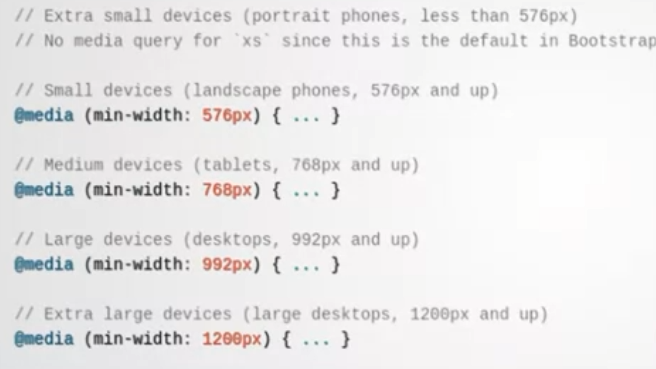 // Extra small devices (portrait phones, less than 576px)
// No media query for `xs` since this is the default in Bootstrap
// Small devices (landscape phones, 576px and up)
@media (min-width: 576px) { ... }
// Medium devices (tablets, 768px and up)
@media (min-width: 768px) { ... }
// Large devices (desktops, 992px and up)
@media (min-width: 992px) { ... }
// Extra large devices (large desktops, 1200px and up)
@media (min-width: 1200px) { ... }